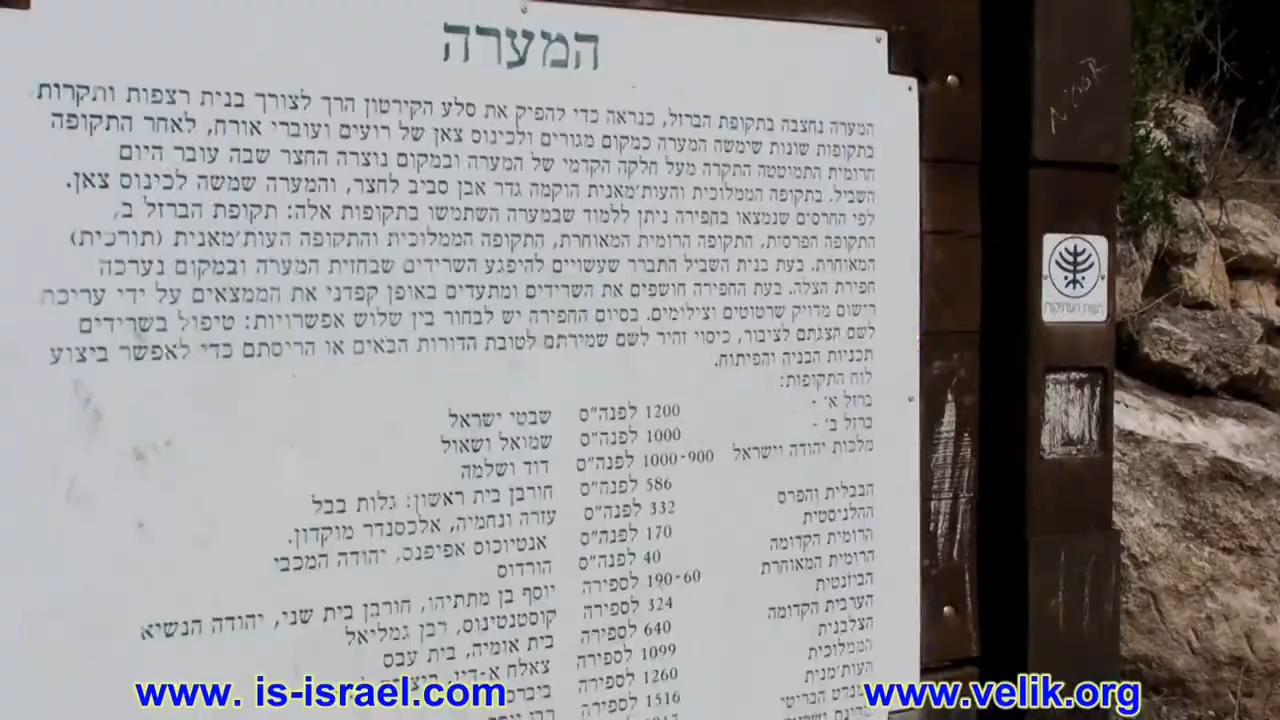 המערה
המערה נחצבה בתקופת הברזל, כנראה כדי להפיק את סלע הקירטון הרך לצורך בנית רצפות ותקרות
בתקופות שונות שימשה המערה כמקום מגורים ולכינוס צאן של רועים ועוברי אורח, לאחר התקופה
הרומית התמוטטה התקרה מעל חלקה הקדמי של המערה ובמקום נוצרה החצר שבה עובר היום
השביל. בתקופה הממלוכית והעות'מאנית הוקמה גדר אבן סביב לחצר, והמערה שמשה לכינוס צאן.
לפי החרסים שנמצאו בחפירה ניתן ללמוד שבמערה השתמשו בתקופות אלה: תקופת הברזל ב,
התקופה הפרסית, התקופה הרומית המאוחרת, התקופה הממלוכית והתקופה העות'מאנית (תורכית)
המאוחרת. בעת בנית השביל התברר שעשויים להיפגע השרידים שבחזית המערה ובמקום נערכה
חפירת הצלה. בעת החפירה חושפים את השרידים ומתעדים באופן קפדני את הממצאים על ידי עריכת
רישום מדויק שרטוטים וצילומים. בסיום החפירה יש לבחור בין שלוש אפשרויות: טיפול בשרידים
לשם הצגתם לציבור, כיסוי זהיר לשם שמירתם לטובת הדורות הבאים או הריסתם כדי לאפשר ביצוע
תכניות הבניה והפיתוח.
לוח התקופות:
ברזל א' - 1200 לפנה"ס שבטי ישראל
ברזל ב' - 1000 לפנה"ס שמואל ושאול
מלכות יהודה וישראל 1000-900 לפנה"ס דוד ושלמה
586 לפנה"ס חורבן בית ראשון: גלות בבל
הבבלית והפרס 332 לפנה"ס עזרה ונחמיה, אלכסנדר מוקדון.
ההלניסטית 170 לפנה"ס אנטיוכוס אפיפנס, יהודה המכבי
הרומית הקדומה 40 לפנה"ס הורדוס
הרומית המאוחרת 190-60 לספירה יוסף בן מתתיהו, חורבן בית שני, יהודה הנשיא
הביזנטית 324 לספירה קוסטנטינוס, רבן גמליאל
הערבית הקדומה 640 לספירה בית אומיה, בית עבס
הצלבנית 1099 לספירה צאלח א-דין,
הממלוכית 1260 לספירה
העות'מנית 1516 לספירה
הבריטי
רשות העתיקות
www. is-israel.com
www.velik.org